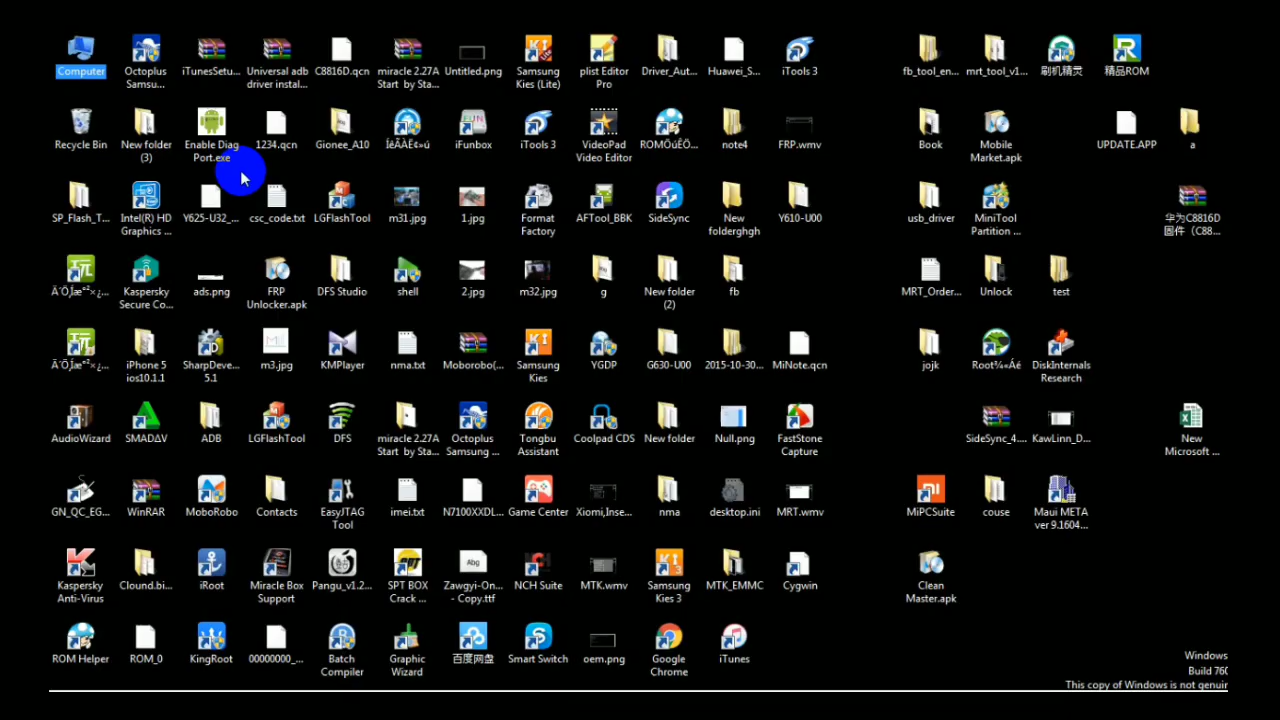 Computer
Octoplus
Samsu...
iTunesSetu...
Universal adb
driver instal...
C8816D.qcn
miracle 2.27A
Start by Sta...
Untitled.png
Samsung
Kies (Lite)
plist Editor
Pro
Driver_Aut...
Huawei_S...
iTools 3
fb_tool_en...
mrt_tool_v1...
刷机精灵
精品ROM
Recycle Bin
New folder
(3)
Enable Diag
Port.exe
1234.qcn
Gionee_A10
iFunbox
iTools 3
VideoPad
Video Editor
ROMÖúÊÖ...
note4
FRP.wmv
Book
Mobile
Market.apk
UPDATE.APP
a
SP_Flash_T...
Intel(R) HD
Graphics ...
Y625-U32_...
csc_code.txt
LGFlashTool
m31.jpg
1.jpg
Format
Factory
AFTool_BBK
SideSync
New
folderghgh
Y610-U00
usb_driver
MiniTool
Partition ...
华为C8816D
固件（C88...
Kaspersky
Secure Co...
ads.png
FRP
Unlocker.apk
DFS Studio
shell
2.jpg
m32.jpg
g
New folder
(2)
fb
MRT_Order...
Unlock
test
iPhone 5
ios10.1.1
SharpDeve...
5.1
m3.jpg
KMPlayer
nma.txt
Moborobo(...
Samsung
Kies
YGDP
G630-U00
2015-10-30...
MiNote.qcn
jojk
Root¾«Áé
DiskInternals
Research
AudioWizard
SMADΔV
ADB
LGFlashTool
DFS
miracle 2.27A
Start by Sta...
Octoplus
Samsung ...
Tongbu
Assistant
Coolpad CDS
New folder
Null.png
FastStone
Capture
SideSync_4....
KawLinn_D...
New
Microsoft ...
GN_QC_EG...
WinRAR
MoboRobo
Contacts
EasyJTAG
Tool
imei.txt
N7100XXDL...
Game Center
Xiomi,Inse...
nma
desktop.ini
MRT.wmv
MiPCSuite
couse
Maui META
ver 9.1604...
Kaspersky
Anti-Virus
Clound.bi...
iRoot
Miracle Box
Support
Pangu_v1.2...
SPT BOX
Crack ...
Zawgyi-On...
- Copy.ttf
NCH Suite
MTK.wmv
Samsung
Kies 3
MTK_EMMC
Cygwin
Clean
Master.apk
ROM Helper
ROM_0
KingRoot
00000000_...
Batch
Compiler
Graphic
Wizard
百度网盘
Smart Switch
oem.png
Google
Chrome
iTunes
Windows
Build 760
This copy of Windows is not genuir